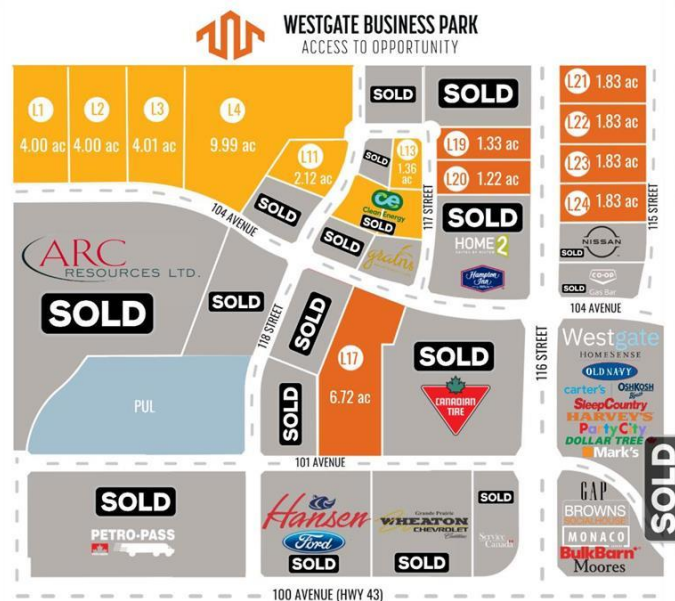 WESTGATE BUSINESS PARK
ACCESS TO OPPORTUNITY
L1
4.00 ac
L2
4.00 ac
L3
4.01 ac
L4
9.99 ac
L11
2.12 ac
SOLD
SOLD
SOLD
L13
1.36
ac
L19 1.33 ac
L20 1.22 ac
L21 1.83 ac
L22 1.83 ac
L23 1.83 ac
L24 1.83 ac
115 STREET
117 STREET
104 AVENUE
SOLD
ce
Clean Energy
SOLD
SOLD
grains
SOLD
HOME2
Hampton
Inn
NISSAN
SOLD
CO-OP
SOLD
Gas Bar
104 AVENUE
ARC
RESOURCES LTD.
SOLD
SOLD
118 STREET
SOLD
SOLD
L17
6.72 ac
SOLD
CANADIAN
TIRE
116 STREET
PUL
Westgate
HOMESENSE
OLD NAVY
carter's
OSHKOSH
B'gosh
SleepCountry
HARVEY'S
Party City
DOLLAR TREE
Mark's
SOLD
101 AVENUE
SOLD
PETRO-PASS
Hansen
Ford
SOLD
Grande Prairie
WHEATON
CHEVROLET
Cadillac
SOLD
SOLD
Service
Canada
GAP
BROWNS
SOCIALHOUSE
MONACO
BulkBarn
Moores
100 AVENUE (HWY 43)